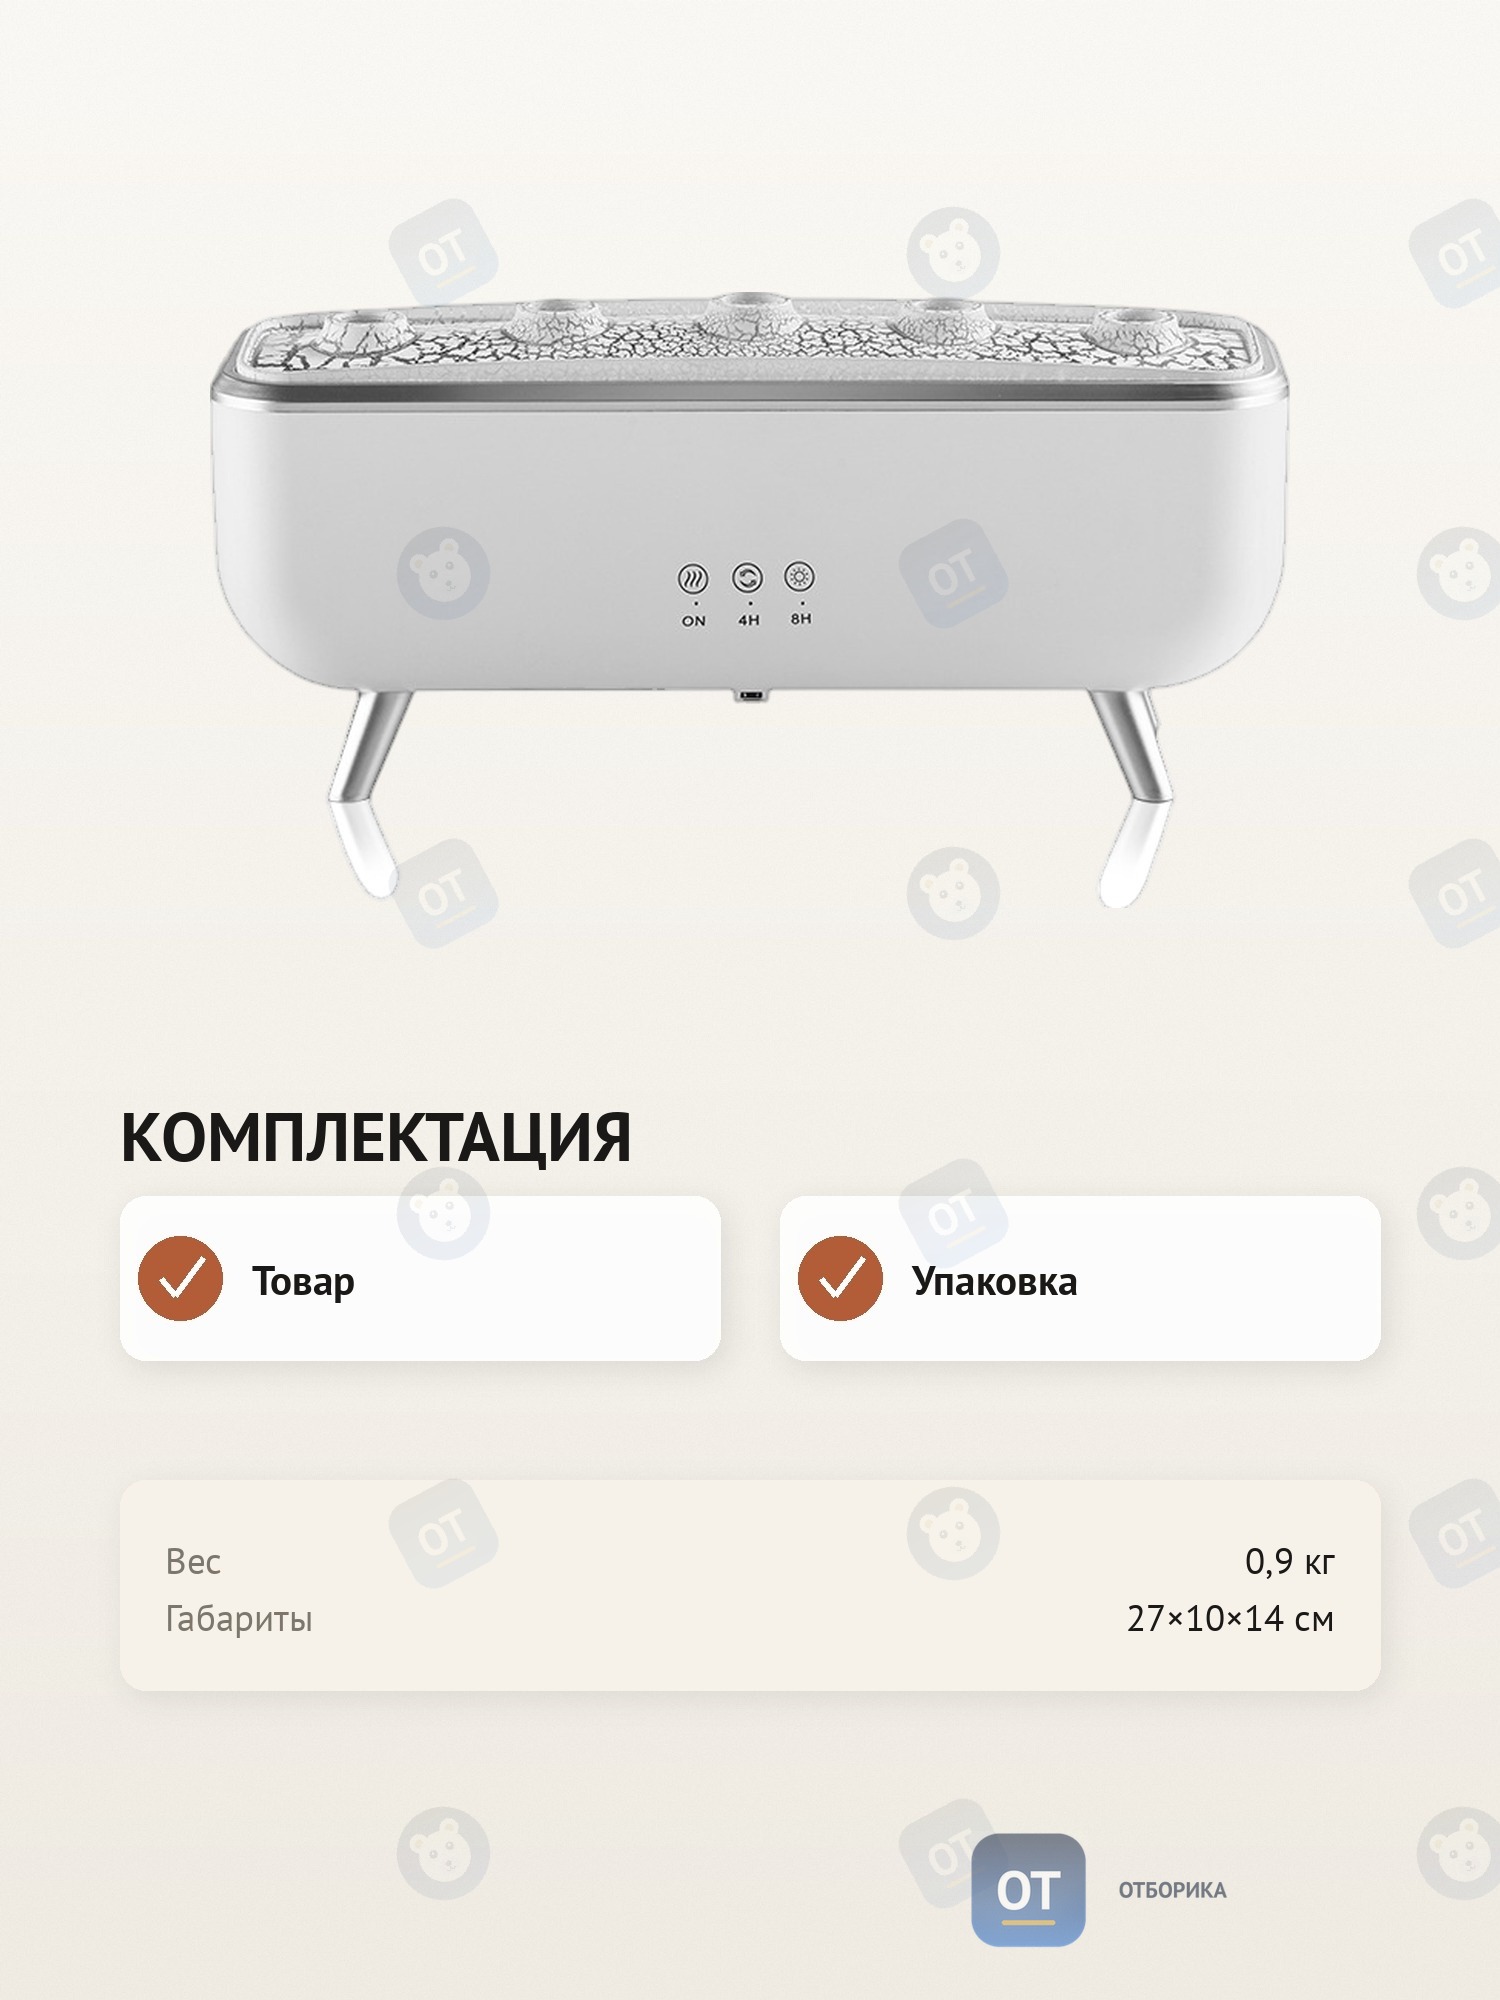 ON 4H 8H
КОМПЛЕКТАЦИЯ
Товар
Упаковка
Вес 0,9 кг
Габариты 27×10×14 см
ОТ ОТБОРИКА